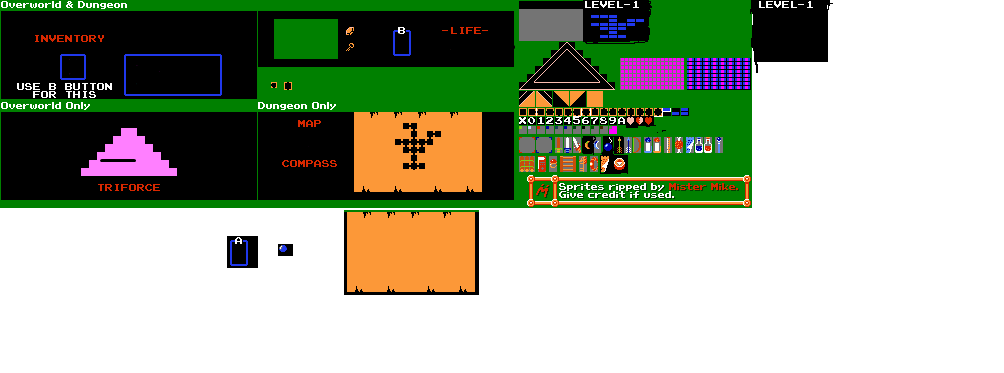 Overworld & Dungeon
LEVEL-1
LEVEL-1
INVENTORY
B
-LIFE-
USE B BUTTON
FOR THIS
Overworld Only
Dungeon Only
MAP
X0123456789A
COMPASS
TRIFORCE
Sprites ripped by Mister Mike.
Give credit if used.
A